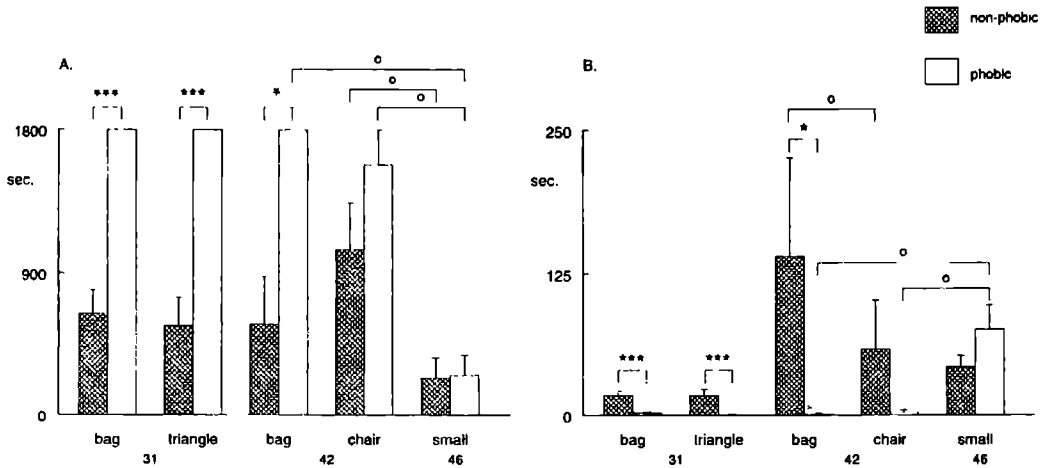 non-phobic
phobic
A.
B.
*** *** * o o o
*** *** * o o o
1800
sec.
900
0
250
sec.
125
0
bag triangle bag chair small
31 42 46
bag triangle bag chair small
31 42 46